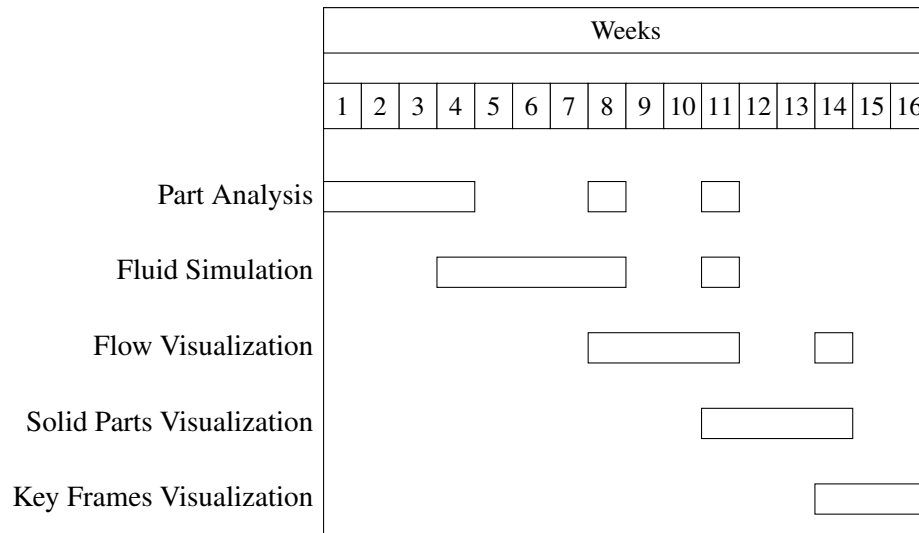 Weeks
1 2 3 4 5 6 7 8 9 10 11 12 13 14 15 16
Part Analysis
Fluid Simulation
Flow Visualization
Solid Parts Visualization
Key Frames Visualization